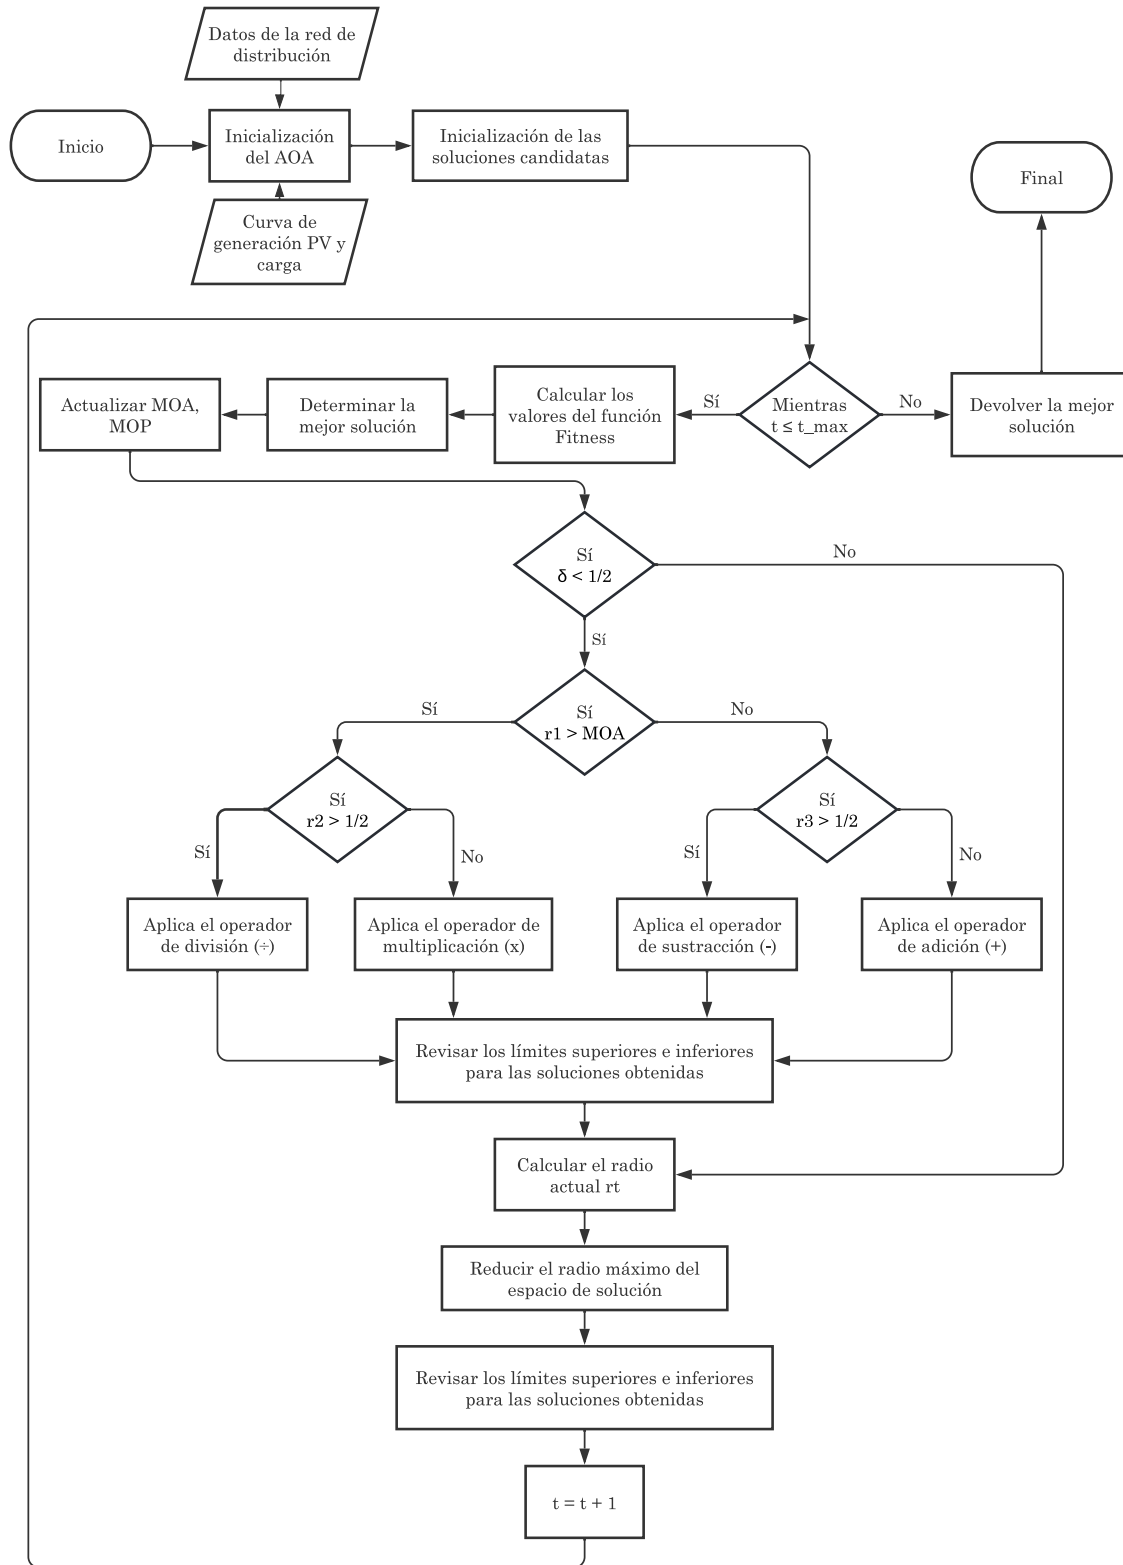 Datos de la red de
distribución
Inicio
Inicialización
del AOA
Inicialización de las
soluciones candidatas
Final
Curva de
generación PV y
carga
Actualizar MOA,
MOP
Determinar la
mejor solución
Calcular los
valores del función
Fitness
Sí
Mientras
t ≤ t_max
No
Devolver la mejor
solución
Sí
δ < 1/2
No
Sí
Sí
Sí
r1 > MOA
No
Sí
r2 > 1/2
Sí
r3 > 1/2
Sí
No
Sí
No
Aplica el operador
de división (÷)
Aplica el operador de
multiplicación (x)
Aplica el operador
de sustracción (-)
Aplica el operador
de adición (+)
Revisar los límites superiores e inferiores
para las soluciones obtenidas
Calcular el radio
actual rt
Reducir el radio máximo del
espacio de solución
Revisar los límites superiores e inferiores
para las soluciones obtenidas
t = t + 1